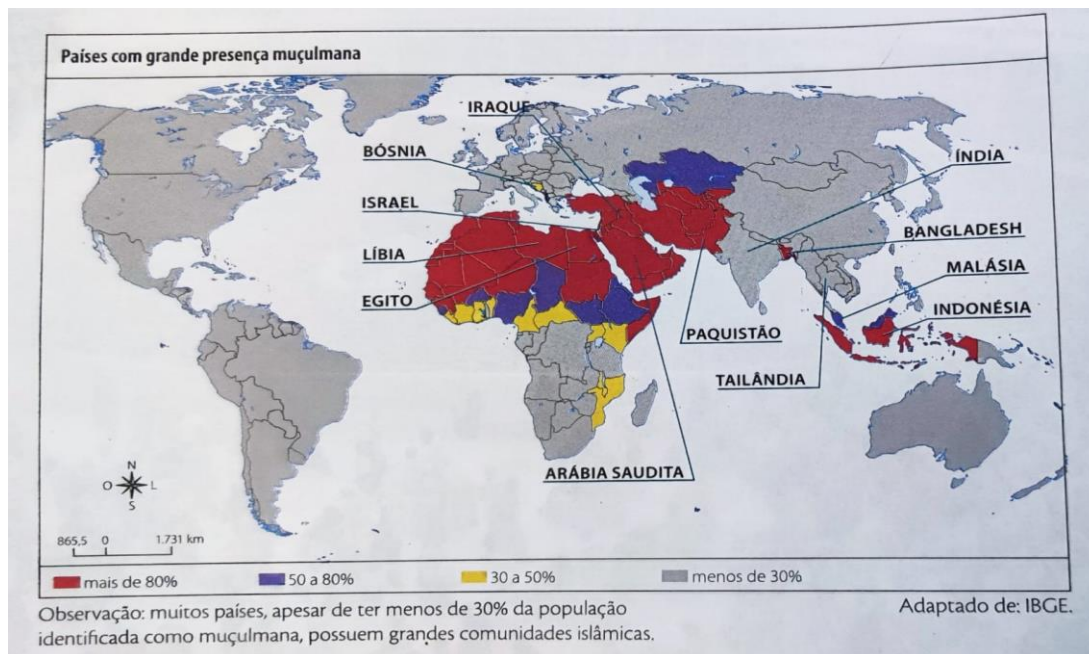 Países com grande presença muçulmana
IRAQUE
BÓSNIA
ÍNDIA
ISRAEL
BANGLADESH
LÍBIA
MALÁSIA
EGITO
INDONÉSIA
PAQUISTÃO
TAILÂNDIA
ARÁBIA SAUDITA
N
O L
S
865,5 0 1.731 km
mais de 80% 50 a 80% 30 a 50% menos de 30%
Observação: muitos países, apesar de ter menos de 30% da população
identificada como muçulmana, possuem grandes comunidades islâmicas.
Adaptado de: IBGE.